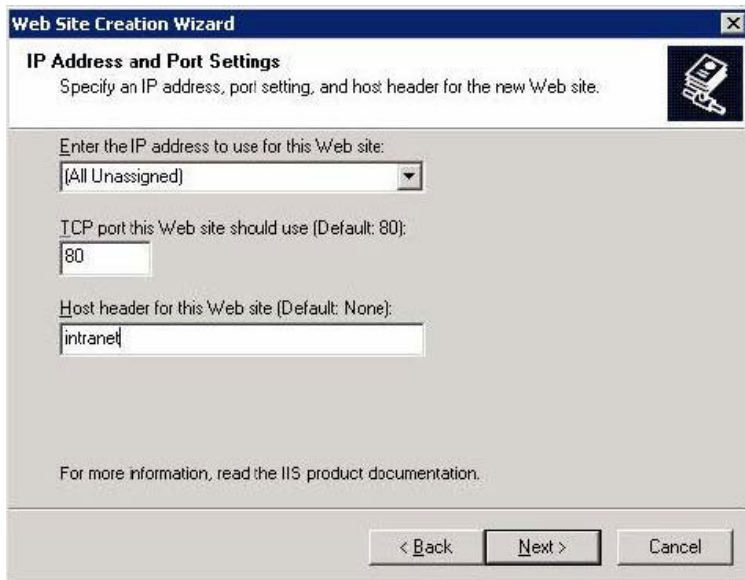 Web Site Creation Wizard
IP Address and Port Settings
Specify an IP address, port setting, and host header for the new Web site.
Enter the IP address to use for this Web site:
(All Unassigned)
TCP port this Web site should use (Default: 80):
80
Host header for this Web site (Default: None):
intranet
For more information, read the IIS product documentation.
< Back
Next >
Cancel